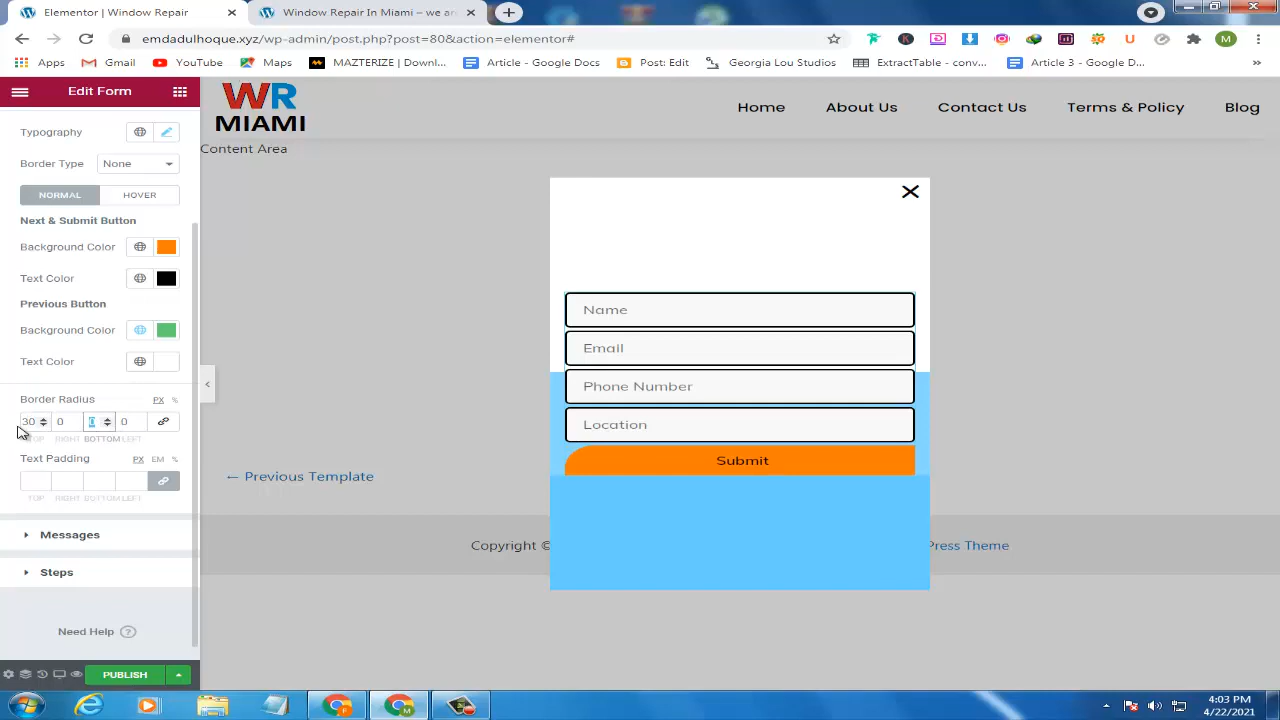 Elementor | Window Repair
Window Repair In Miami – we ar
emdadulhoque.xyz/wp-admin/post.php?post=80&action=elementor#
M
Apps
Gmail
YouTube
Maps
MAZTERIZE | Downl...
Article - Google Docs
Post: Edit
Georgia Lou Studios
ExtractTable - conv...
Article 3 - Google D...
Edit Form
WR
MIAMI
Home
About Us
Contact Us
Terms & Policy
Blog
Typography
Content Area
Border Type
None
NORMAL
HOVER
Next & Submit Button
Background Color
Text Color
Previous Button
Background Color
Text Color
Name
Email
Phone Number
Location
Submit
Border Radius
PX %
30 0 0 0
TOP RIGHT BOTTOM LEFT
Text Padding
PX EM %
TOP RIGHT BOTTOM LEFT
← Previous Template
Messages
Steps
Copyright ©
Press Theme
Need Help ?
PUBLISH
4:03 PM
4/22/2021